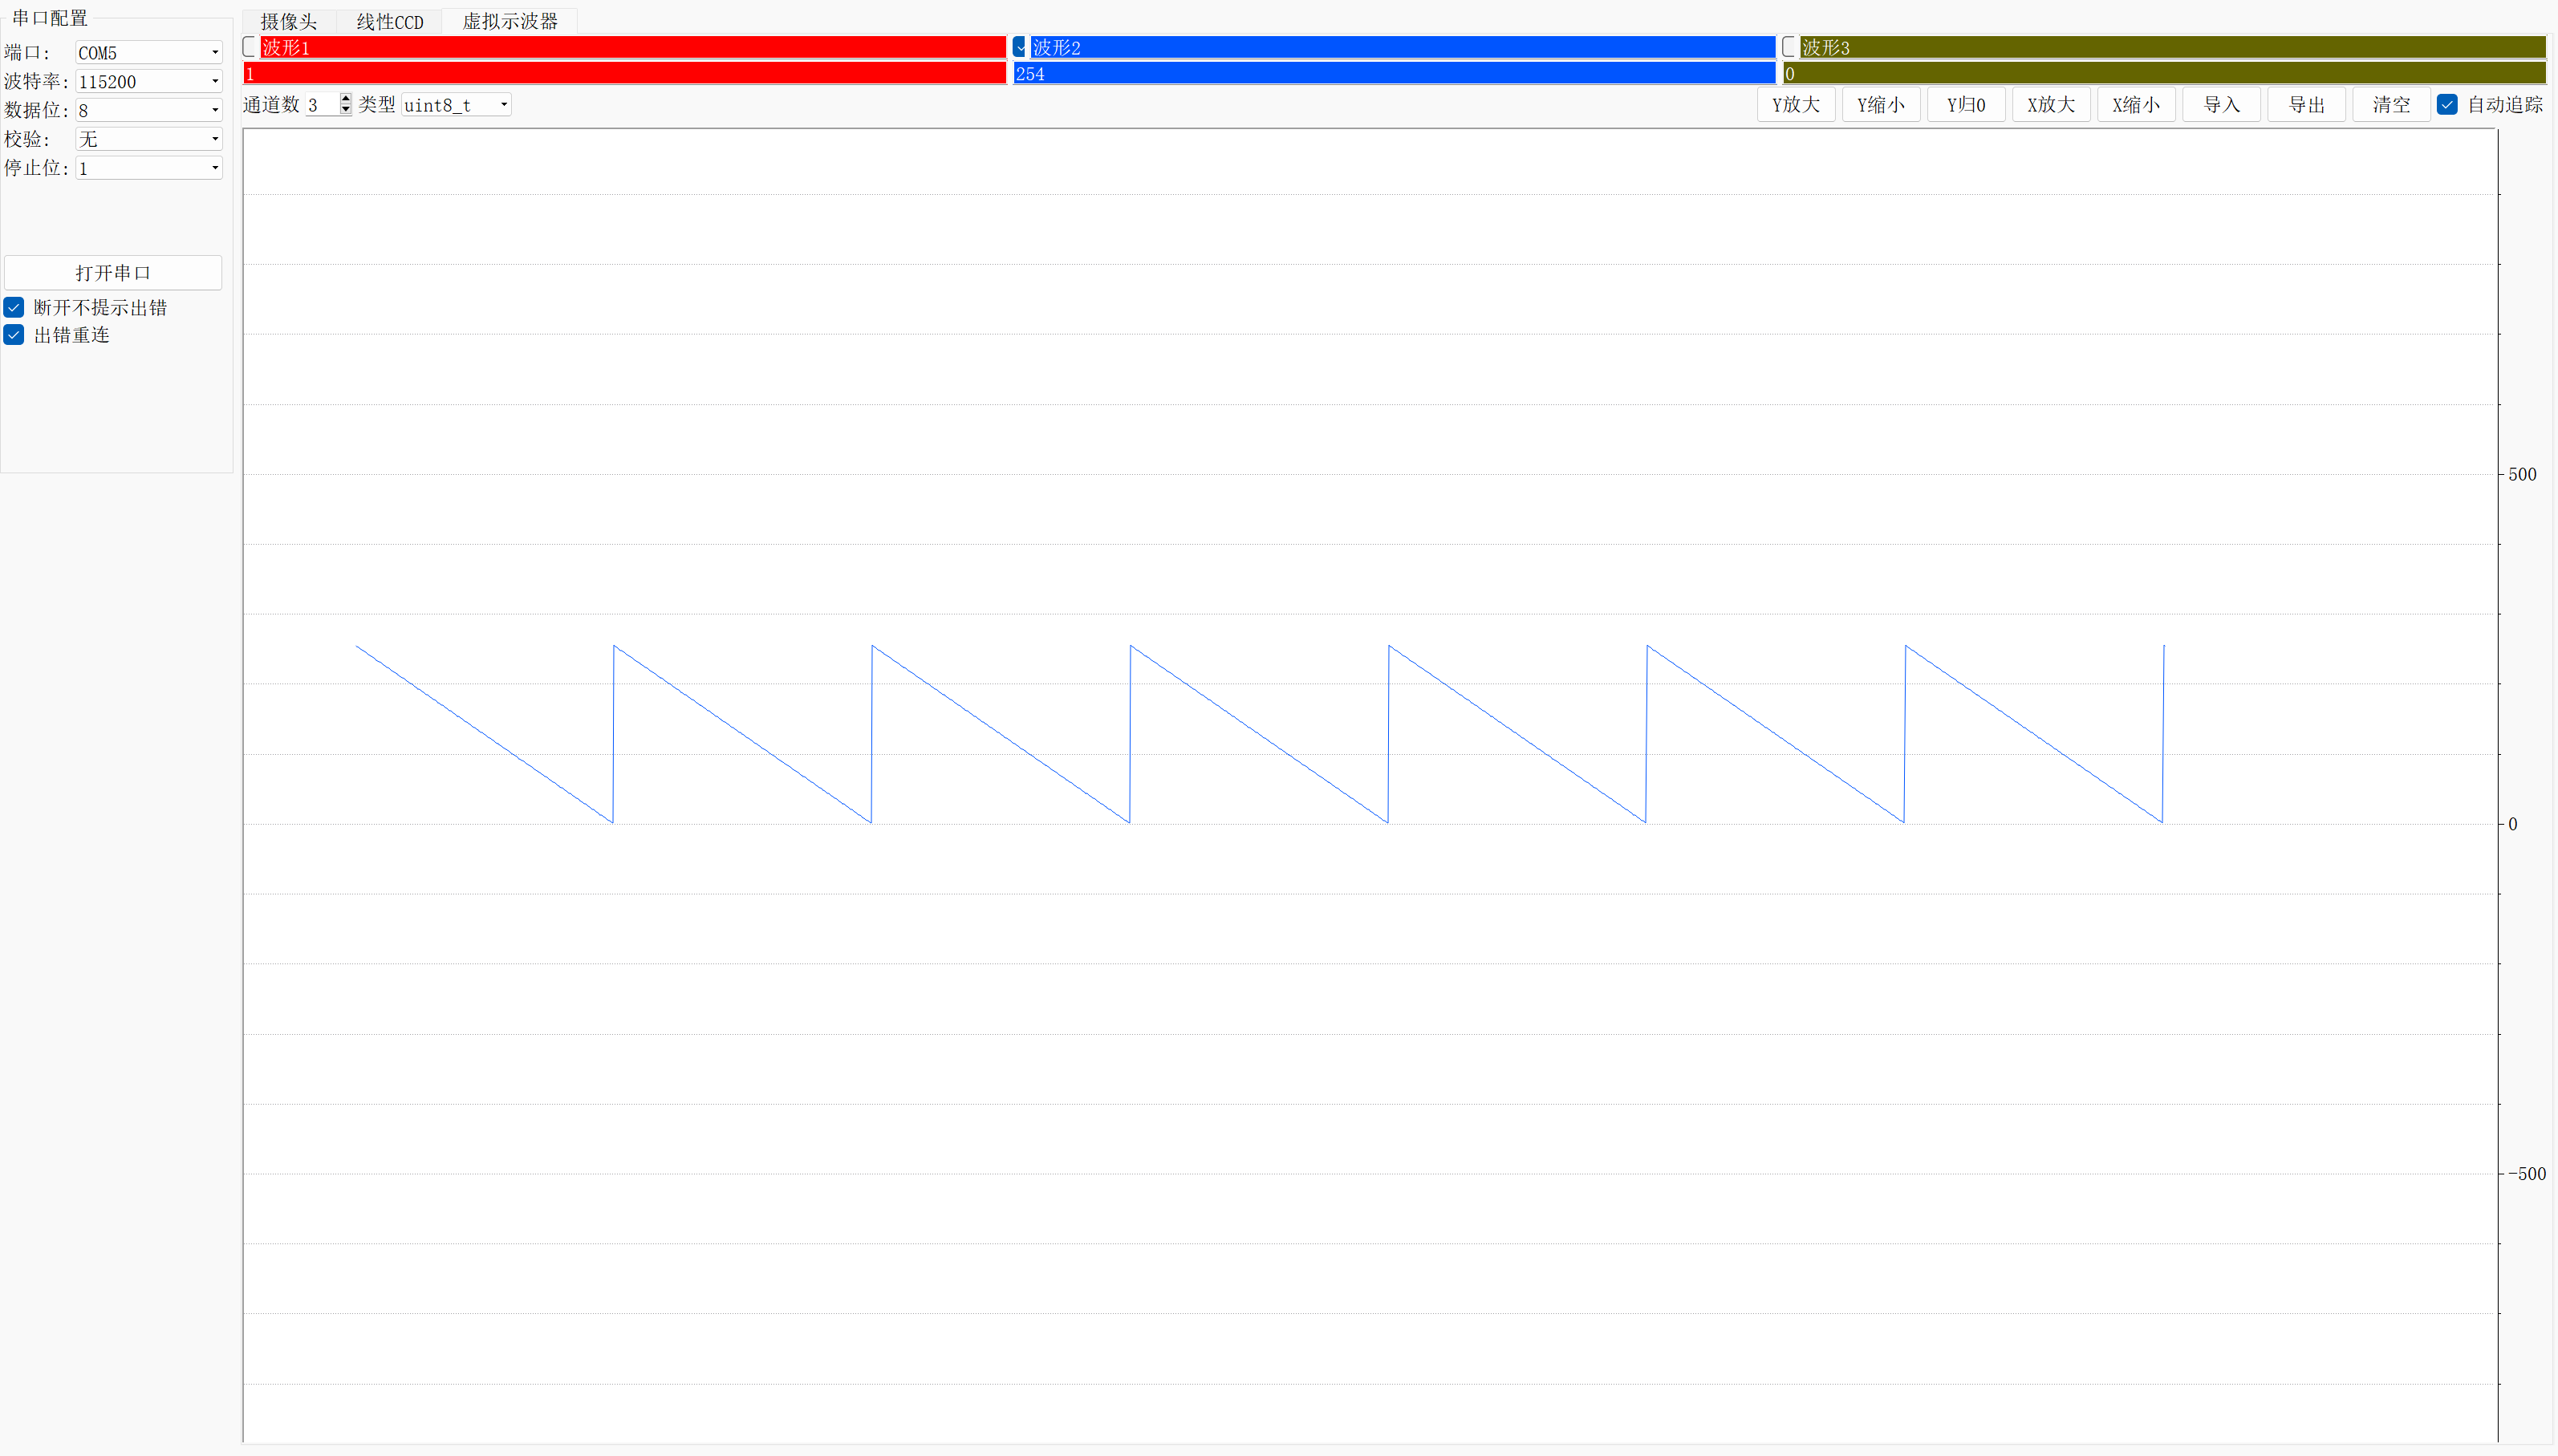 串口配置
端口: COM5
波特率: 115200
数据位: 8
校验: 无
停止位: 1
打开串口
断开不提示出错
出错重连
摄像头 线性CCD 虚拟示波器
波形1 波形2 波形3
1 254 0
通道数 3 类型 uint8_t Y放大 Y缩小 Y归0 X放大 X缩小 导入 导出 清空 自动追踪
500
0
-500